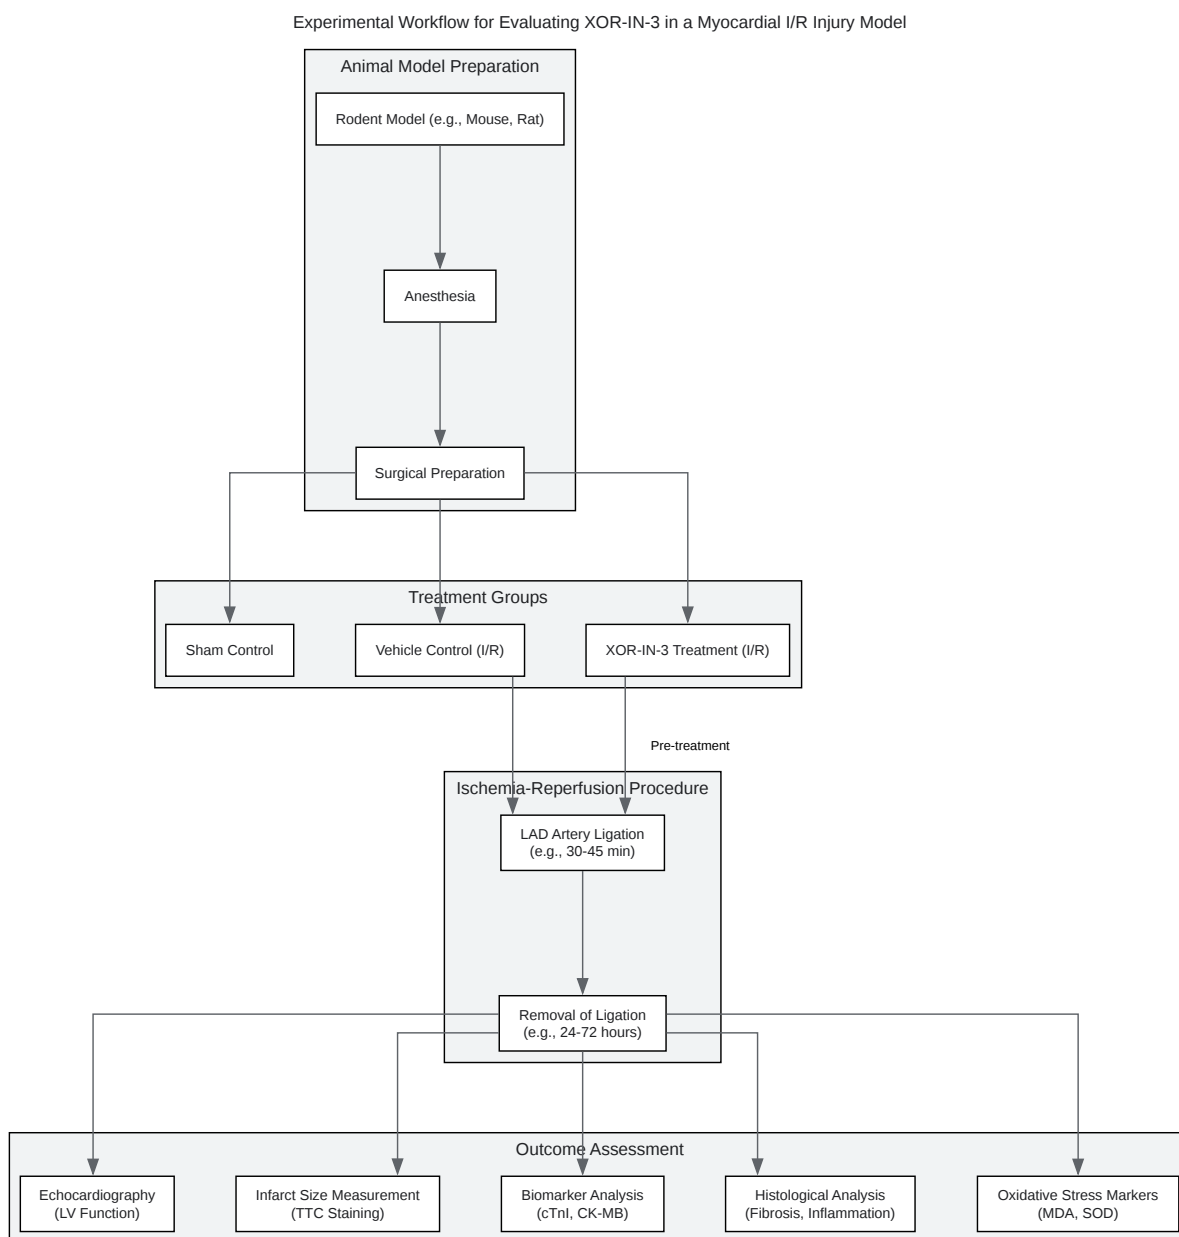 Experimental Workflow for Evaluating XOR-IN-3 in a Myocardial I/R Injury Model
Animal Model Preparation
Rodent Model (e.g., Mouse, Rat)
Anesthesia
Surgical Preparation
Treatment Groups
Sham Control
Vehicle Control (I/R)
XOR-IN-3 Treatment (I/R)
Pre-treatment
Ischemia-Reperfusion Procedure
LAD Artery Ligation
(e.g., 30-45 min)
Removal of Ligation
(e.g., 24-72 hours)
Outcome Assessment
Echocardiography
(LV Function)
Infarct Size Measurement
(TTC Staining)
Biomarker Analysis
(cTnI, CK-MB)
Histological Analysis
(Fibrosis, Inflammation)
Oxidative Stress Markers
(MDA, SOD)